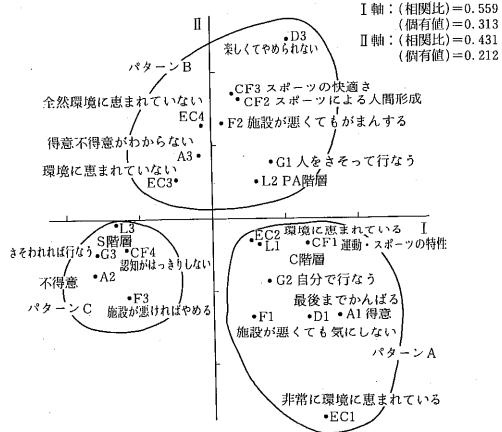 Ⅰ軸：(相関比)=0.559
(個有値)=0.313
Ⅱ軸：(相関比)=0.431
(個有値)=0.212
Ⅱ
•D3
楽しくてやめられない
パターンB
•CF3 スポーツの快適さ
•CF2 スポーツによる人間形成
全然環境に恵まれていない
EC4
•F2 施設が悪くてもがまんする
得意不得意がわからない
A3•
•G1 人をさそって行なう
環境に恵まれていない
EC3•
•L2 PA階層
Ⅰ
•L3
S階層
さそわれれば行なう•G3
•CF4
認知がはっきりしない
不得意
•A2
•F3
パターンC
施設が悪ければやめる
環境に恵まれている
•EC2
•L1
•CF1 運動・スポーツの特性
C階層
•G2 自分で行なう
最後までかんばる
•F1
•D1
•A1 得意
施設が悪くても気にしない
パターンA
非常に環境に恵まれている
•EC1